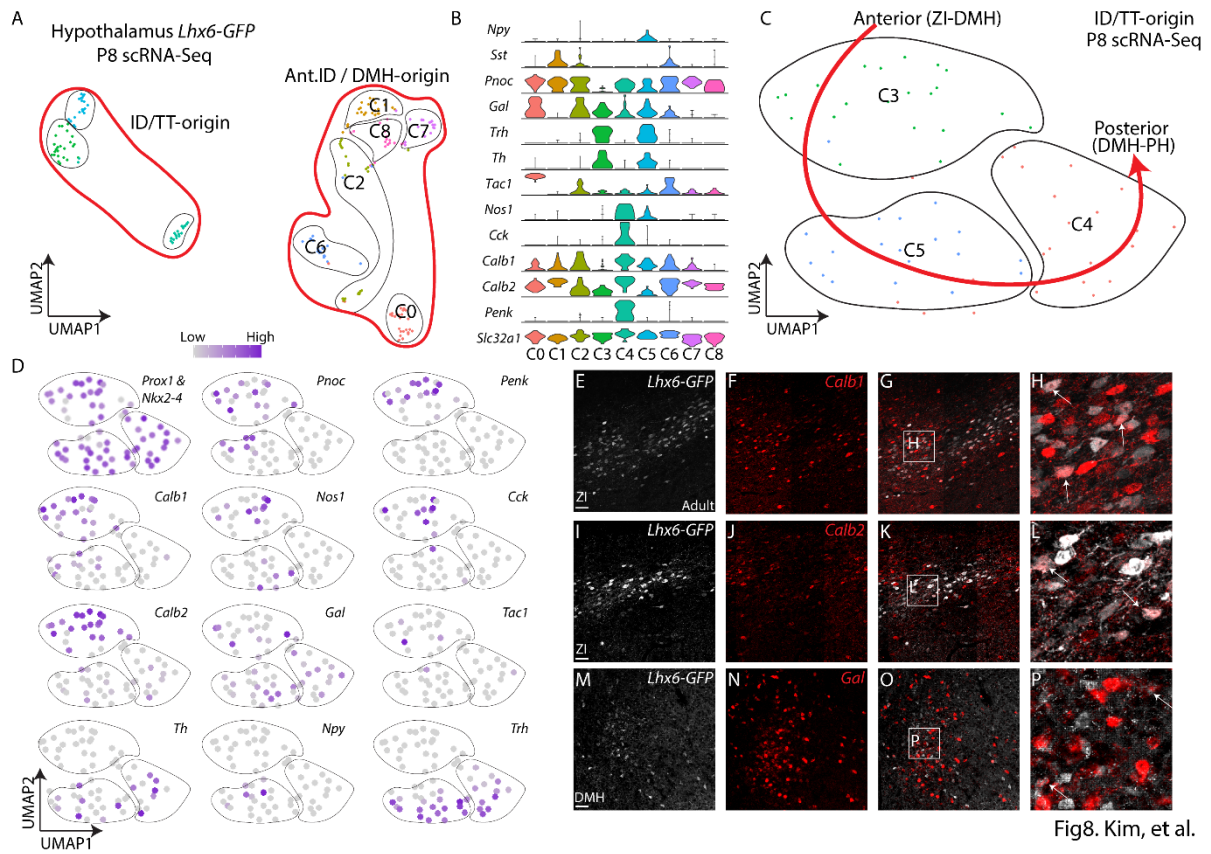 A
Hypothalamus Lhx6-GFP
P8 scRNA-Seq
ID/TT-origin
Ant.ID / DMH-origin
C1
C8
C7
C2
C6
C0
UMAP2
UMAP1
Low High
B
Npy
Sst
Pnoc
Gal
Trh
Th
Tac1
Nos1
Cck
Calb1
Calb2
Penk
Slc32a1
C0 C1 C2 C3 C4 C5 C6 C7 C8
C
Anterior (ZI-DMH)
ID/TT-origin
P8 scRNA-Seq
C3
Posterior
(DMH-PH)
C4
C5
UMAP2
UMAP1
D
Prox1 &
Nkx2-4
Pnoc
Penk
Calb1
Nos1
Cck
Calb2
Gal
Tac1
Th
Npy
Trh
UMAP2
UMAP1
E Lhx6-GFP
ZI Adult
F Calb1
G
H
H
I Lhx6-GFP
ZI
J Calb2
K
L
L
M Lhx6-GFP
DMH
N Gal
O
P
P
Fig8. Kim, et al.